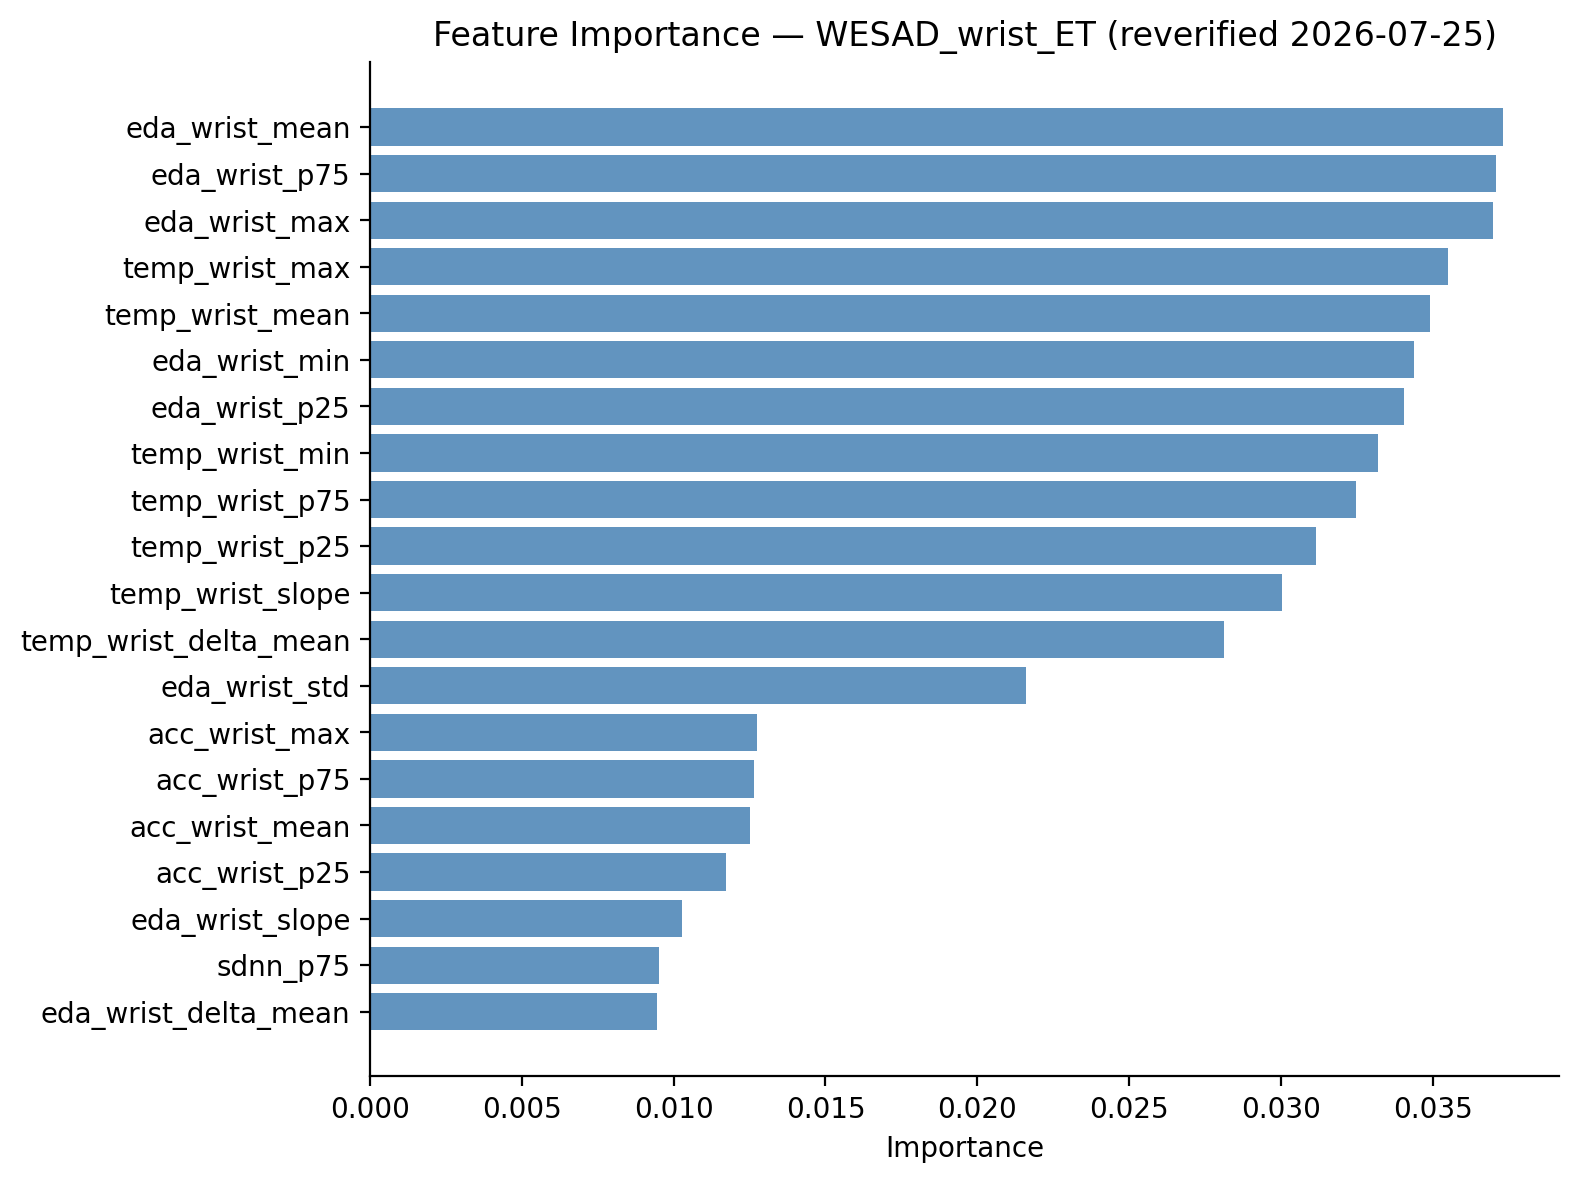 Feature Importance — WESAD_wrist_ET (reverified 2026-07-25)
eda_wrist_mean
eda_wrist_p75
eda_wrist_max
temp_wrist_max
temp_wrist_mean
eda_wrist_min
eda_wrist_p25
temp_wrist_min
temp_wrist_p75
temp_wrist_p25
temp_wrist_slope
temp_wrist_delta_mean
eda_wrist_std
acc_wrist_max
acc_wrist_p75
acc_wrist_mean
acc_wrist_p25
eda_wrist_slope
sdnn_p75
eda_wrist_delta_mean
0.000 0.005 0.010 0.015 0.020 0.025 0.030 0.035
Importance